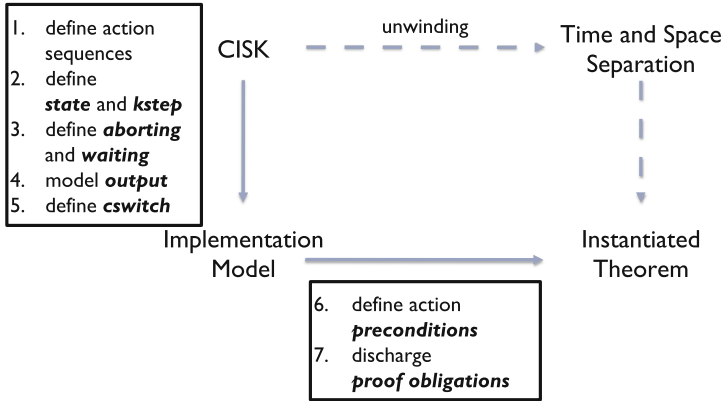 1. define action
sequences
2. define
state and kstep
3. define aborting
and waiting
4. model output
5. define cswitch
CISK
unwinding
Time and Space
Separation
Implementation
Model
Instantiated
Theorem
6. define action
preconditions
7. discharge
proof obligations